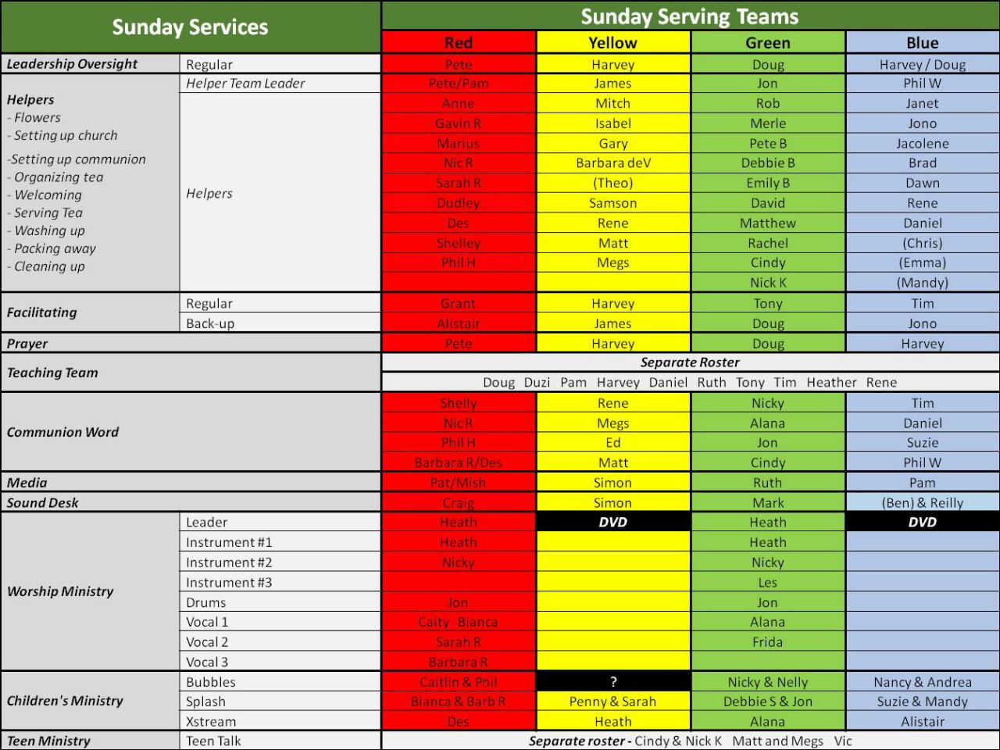 Sunday Services
Sunday Serving Teams
Red Yellow Green Blue
Leadership Oversight Regular Pete Harvey Doug Harvey / Doug
Helper Team Leader Pete/Pam James Jon Phil W
Helpers
- Flowers
- Setting up church
-Setting up communion
- Organizing tea
- Welcoming
- Serving Tea
- Washing up
- Packing away
- Cleaning up
Helpers
Anne Mitch Rob Janet
Gavin R Isabel Merle Jono
Marius Gary Pete B Jacolene
Nic R Barbara deV Debbie B Brad
Sarah R (Theo) Emily B Dawn
Dudley Samson David Rene
Des Rene Matthew Daniel
Shelley Matt Rachel (Chris)
Phil H Megs Cindy (Emma)
Nick K (Mandy)
Facilitating
Regular Grant Harvey Tony Tim
Back-up Alistair James Doug Jono
Prayer Pete Harvey Doug Harvey
Teaching Team
Separate Roster
Doug Duzi Pam Harvey Daniel Ruth Tony Tim Heather Rene
Communion Word
Shelly Rene Nicky Tim
Nic R Megs Alana Daniel
Phil H Ed Jon Suzie
Barbara R/Des Matt Cindy Phil W
Media Pat/Mish Simon Ruth Pam
Sound Desk Craig Simon Mark (Ben) & Reilly
Worship Ministry
Leader Heath DVD Heath DVD
Instrument #1 Heath Heath
Instrument #2 Nicky Nicky
Instrument #3 Les
Drums Jon Jon
Vocal 1 Caity Bianca Alana
Vocal 2 Sarah R Frida
Vocal 3 Barbara R
Children's Ministry
Bubbles Caitlin & Phil ? Nicky & Nelly Nancy & Andrea
Splash Bianca & Barb R Penny & Sarah Debbie S & Jon Suzie & Mandy
Xstream Des Heath Alana Alistair
Teen Ministry Teen Talk Separate roster - Cindy & Nick K Matt and Megs Vic